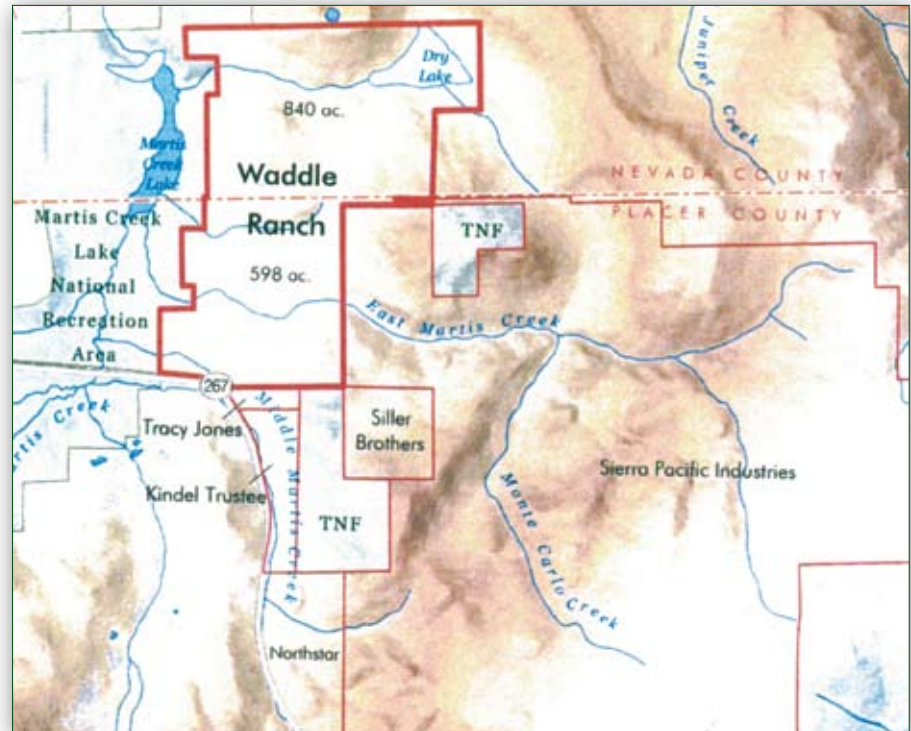 Juniper
Creek
Dry
Lake
840 ac.
Martis
Creek
Lake
Waddle
NEVADA COUNTY
PLACER COUNTY
Ranch
Martis Creek
Lake
National
Recreation
Area
TNF
598 ac.
East Martis Creek
267
Middle Martis Creek
rtis Creek
Tracy Jones
Siller
Brothers
Kindel Trustee
Sierra Pacific Industries
TNF
Monte Carlo Creek
Northstar